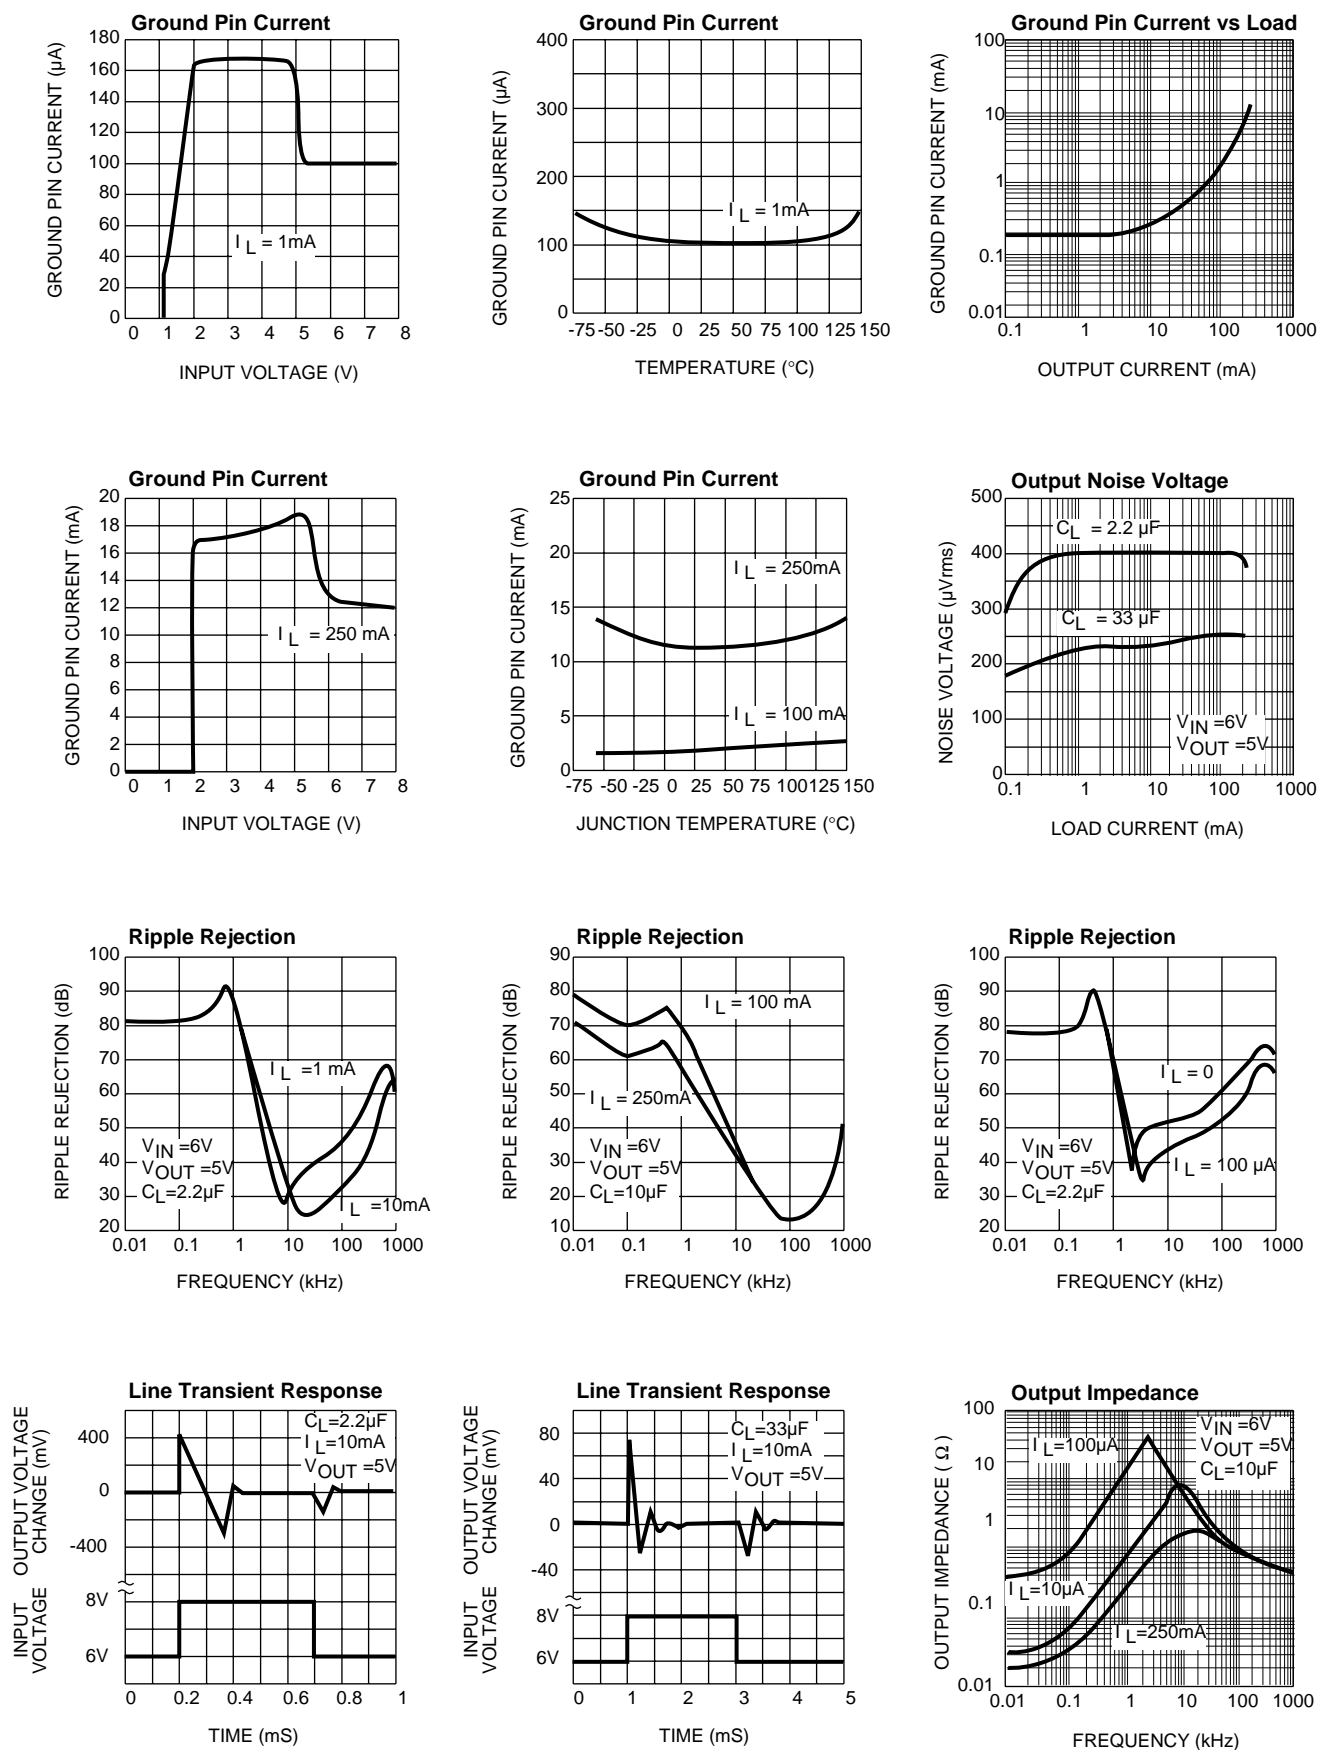 Ground Pin Current
GROUND PIN CURRENT (µA)
180
160
140
120
100
80
60
40
20
0
I L = 1mA
0 1 2 3 4 5 6 7 8
INPUT VOLTAGE (V)
Ground Pin Current
GROUND PIN CURRENT (µA)
400
300
200
100
0
I L = 1mA
-75 -50 -25 0 25 50 75 100 125 150
TEMPERATURE (°C)
Ground Pin Current vs Load
GROUND PIN CURRENT (mA)
100
10
1
0.1
0.01
0.1 1 10 100 1000
OUTPUT CURRENT (mA)
Ground Pin Current
GROUND PIN CURRENT (mA)
20
18
16
14
12
10
8
6
4
2
0
I L = 250 mA
0 1 2 3 4 5 6 7 8
INPUT VOLTAGE (V)
Ground Pin Current
GROUND PIN CURRENT (mA)
25
20
15
10
5
0
I L = 250mA
I L = 100 mA
-75 -50 -25 0 25 50 75 100 125 150
JUNCTION TEMPERATURE (°C)
Output Noise Voltage
NOISE VOLTAGE (µVrms)
500
400
300
200
100
0
CL = 2.2 µF
CL = 33 µF
VIN =6V
VOUT =5V
0.1 1 10 100 1000
LOAD CURRENT (mA)
Ripple Rejection
RIPPLE REJECTION (dB)
100
90
80
70
60
50
40
30
20
I L =1 mA
VIN =6V
VOUT =5V
CL=2.2µF
I L =10mA
0.01 0.1 1 10 100 1000
FREQUENCY (kHz)
Ripple Rejection
RIPPLE REJECTION (dB)
90
80
70
60
50
40
30
20
10
I L = 100 mA
I L = 250mA
VIN =6V
VOUT =5V
CL=10µF
0.01 0.1 1 10 100 1000
FREQUENCY (kHz)
Ripple Rejection
RIPPLE REJECTION (dB)
100
90
80
70
60
50
40
30
20
I L = 0
VIN =6V
VOUT =5V
CL=2.2µF
I L = 100 µA
0.01 0.1 1 10 100 1000
FREQUENCY (kHz)
Line Transient Response
OUTPUT VOLTAGE
CHANGE (mV)
400
0
-400
CL=2.2µF
I L=10mA
VOUT =5V
INPUT
VOLTAGE
8V
6V
0 0.2 0.4 0.6 0.8 1
TIME (mS)
Line Transient Response
OUTPUT VOLTAGE
CHANGE (mV)
80
40
0
-40
CL=33µF
I L=10mA
VOUT =5V
INPUT
VOLTAGE
8V
6V
0 1 2 3 4 5
TIME (mS)
Output Impedance
OUTPUT IMPEDANCE ( Ω)
100
10
1
0.1
0.01
I L=100µA
VIN =6V
VOUT =5V
CL=10µF
I L=10µA
I L=250mA
0.01 0.1 1 10 100 1000
FREQUENCY (kHz)